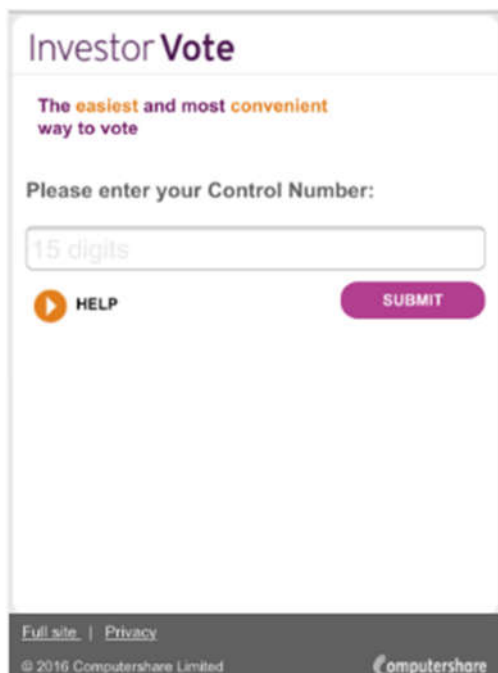 Investor Vote
The easiest and most convenient
way to vote
Please enter your Control Number:
15 digits
HELP
SUBMIT
Full site | Privacy
© 2016 Computershare Limited
Computershare